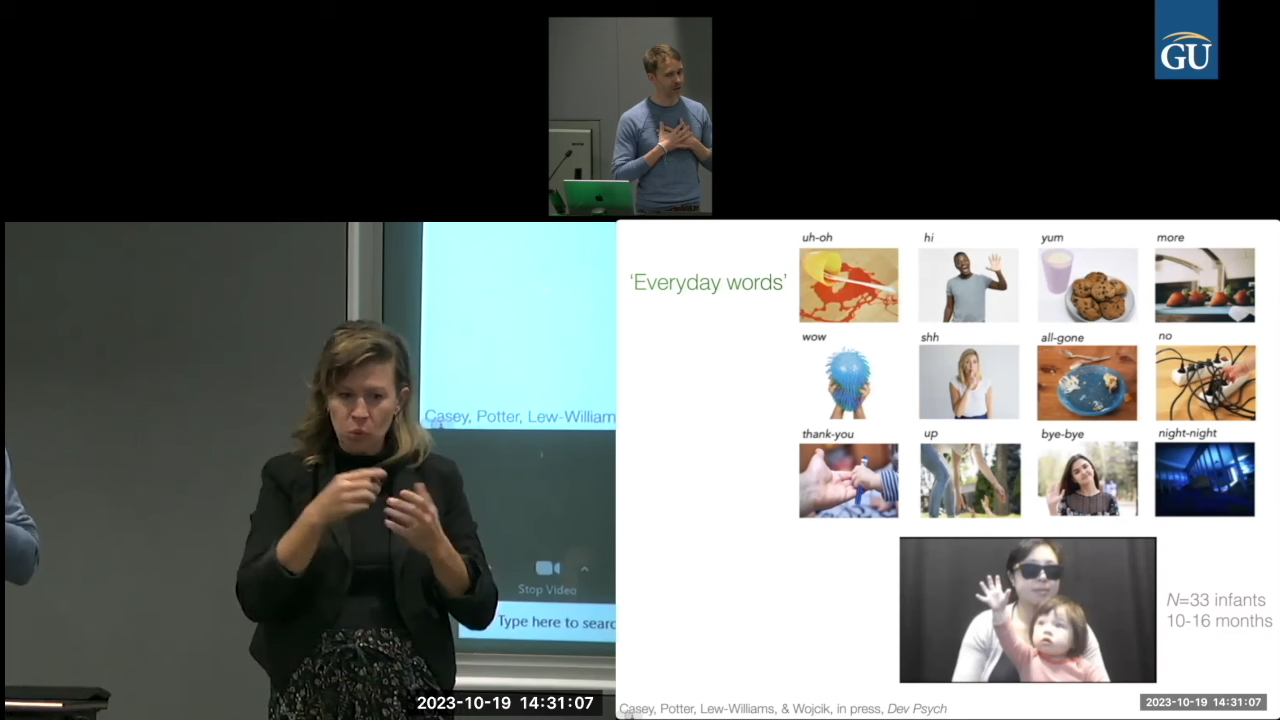 GU
uh-oh
hi
yum
more
'Everyday words'
wow
shh
all-gone
no
thank-you
up
bye-bye
night-night
Casey, Potter, Lew-William
Stop Video
Type here to searc
N=33 infants
10-16 months
2023-10-19 14:31:07
2023-10-19 14:31:07
Casey, Potter, Lew-Williams, & Wojcik, in press, Dev Psych